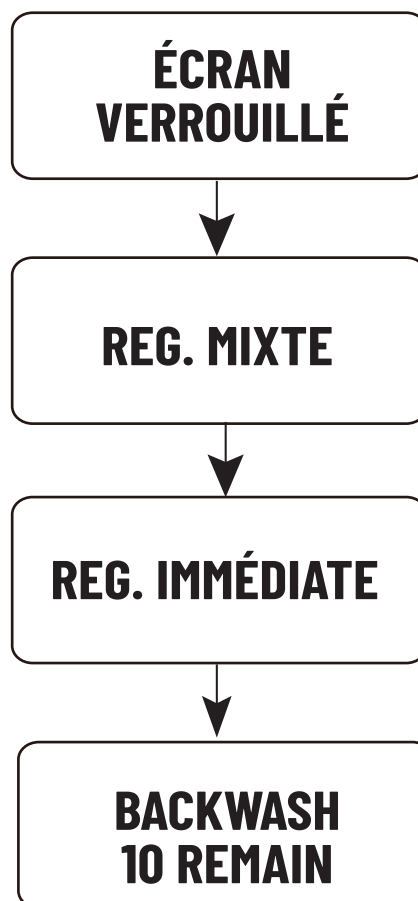 ÉCRAN
VERROUILLÉ
REG. MIXTE
REG. IMMÉDIATE
BACKWASH
10 REMAIN